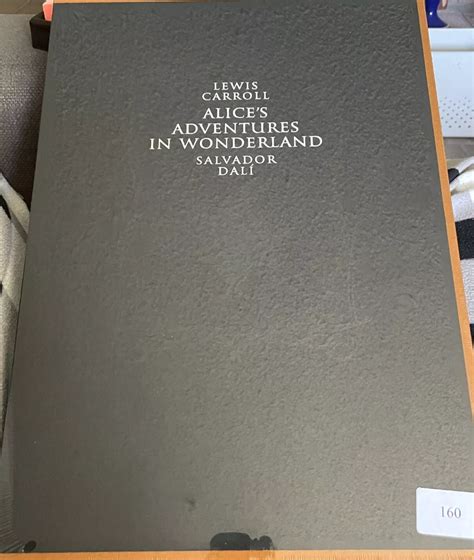 LEWIS
CARROLL
ALICE'S
ADVENTURES
IN WONDERLAND
SALVADOR
DALÍ
160